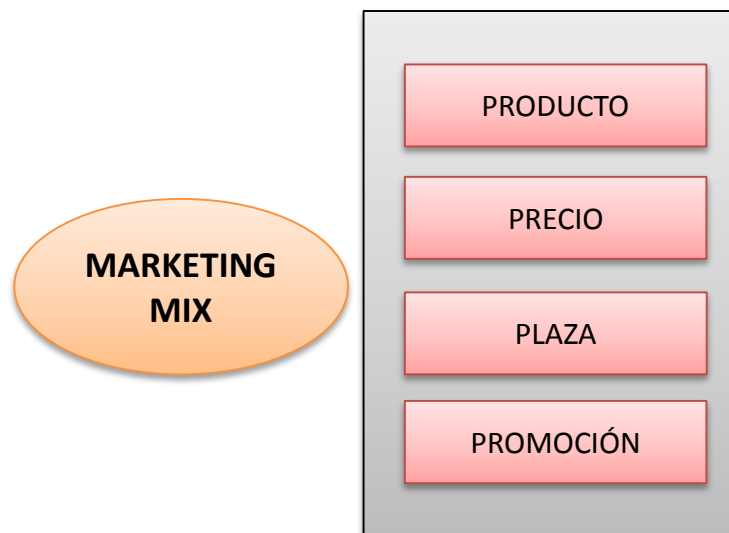 MARKETING
MIX
PRODUCTO
PRECIO
PLAZA
PROMOCIÓN